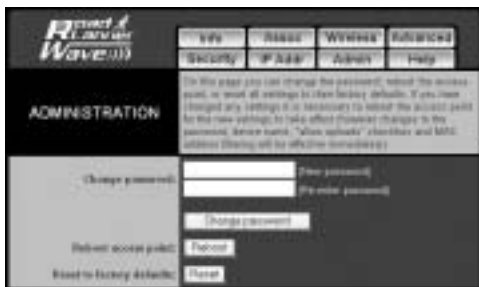 Road
Runner
Wave
Info Assoc Wireless Advanced
Security IP Addr Admin Help
ADMINISTRATION
On this page you can change the password, reboot the access
point, or reset all settings to their factory defaults. If you have
changed any settings it is necessary to reboot the access point
for the new settings to take effect (however changes to the
password, device name, "allow uploads" checkbox and MAC
address filtering will be effective immediately)
Change password:
(New password)
(Re-enter password)
Change password
Reboot access point: Reboot
Reset to factory defaults: Reset